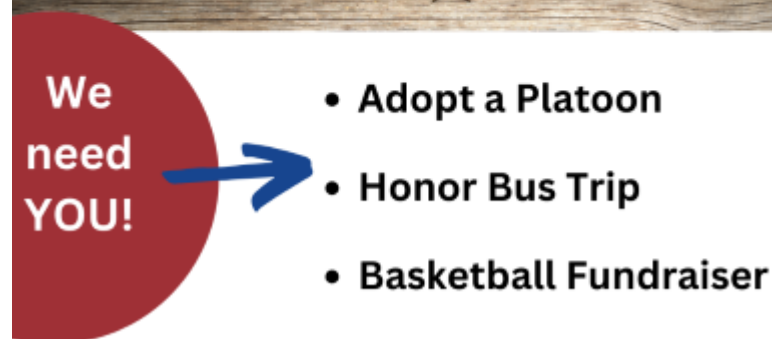 We
need
YOU!
• Adopt a Platoon
• Honor Bus Trip
• Basketball Fundraiser